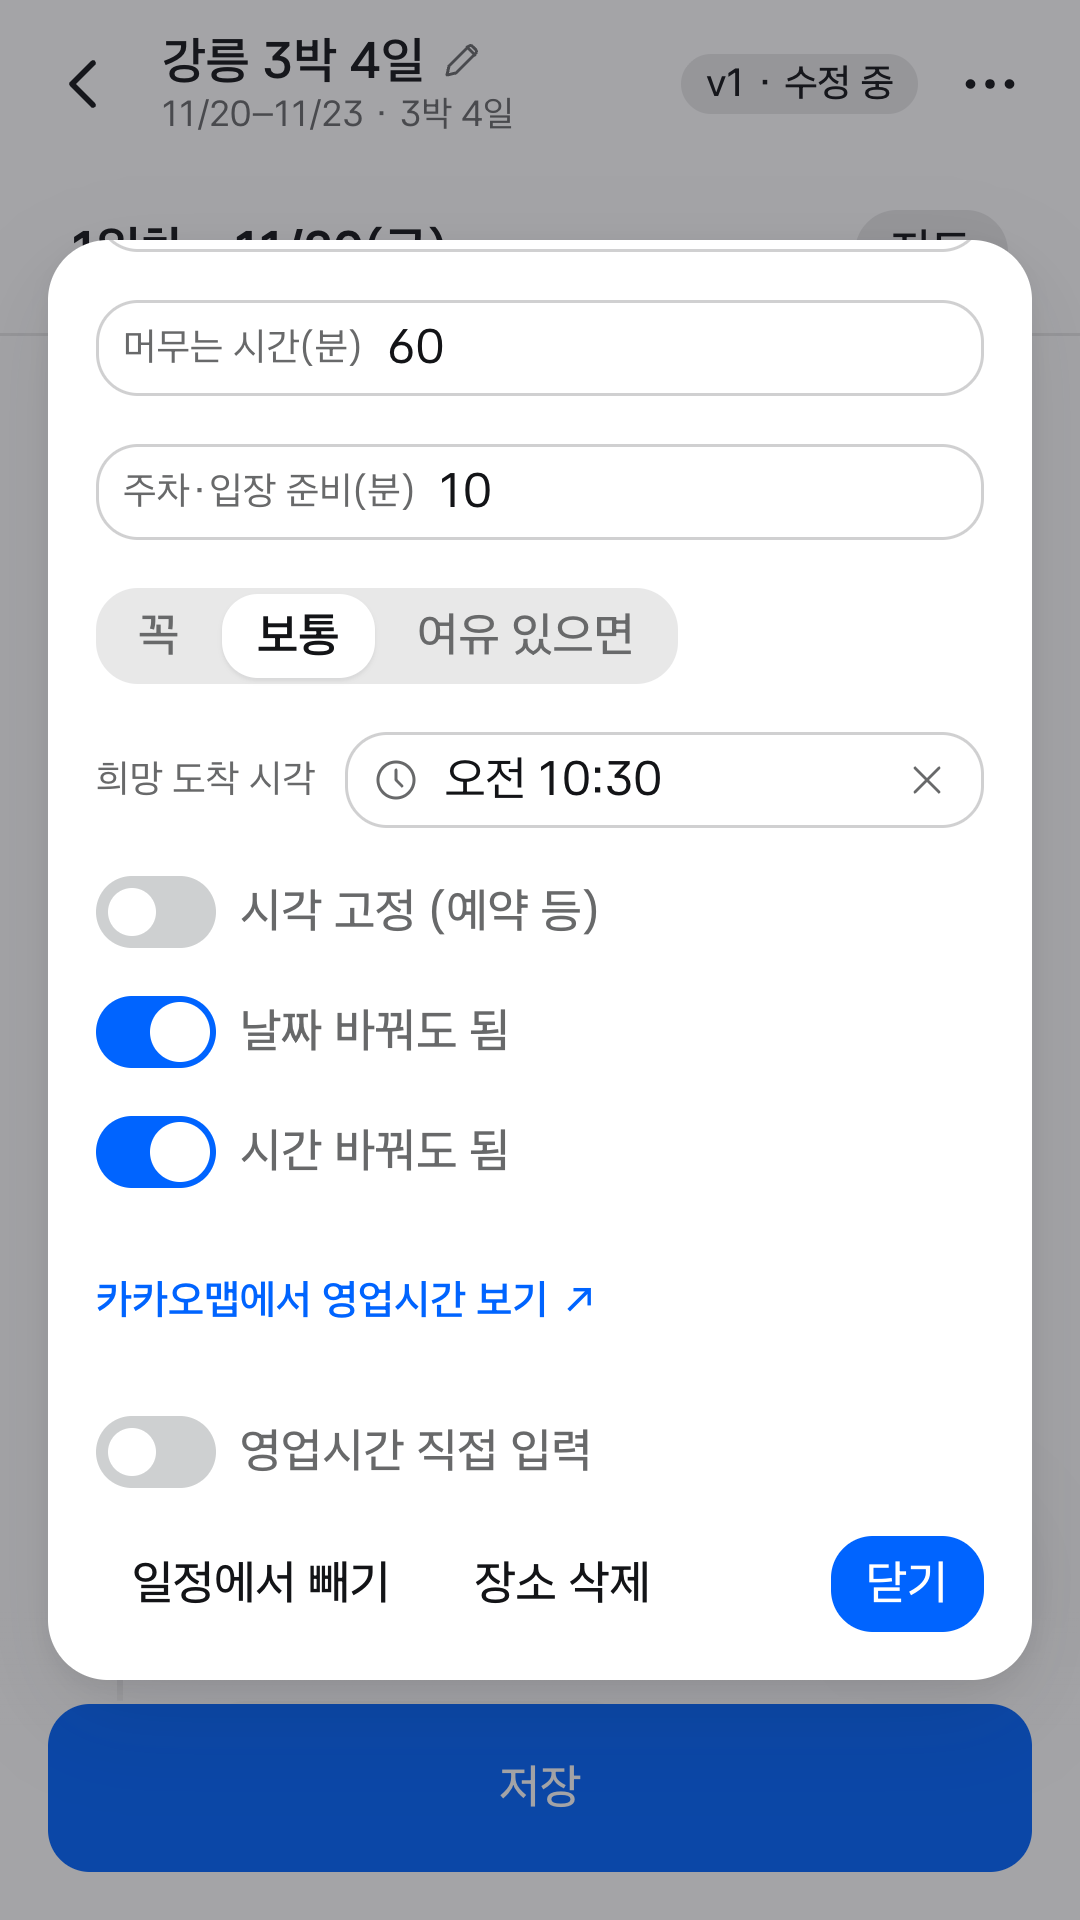 강릉 3박 4일
11/20–11/23 · 3박 4일
v1 · 수정 중
머무는 시간(분) 60
주차·입장 준비(분) 10
꼭 보통 여유 있으면
희망 도착 시각 오전 10:30
시각 고정 (예약 등)
날짜 바꿔도 됨
시간 바꿔도 됨
카카오맵에서 영업시간 보기 ↗
영업시간 직접 입력
일정에서 빼기 장소 삭제 닫기
저장